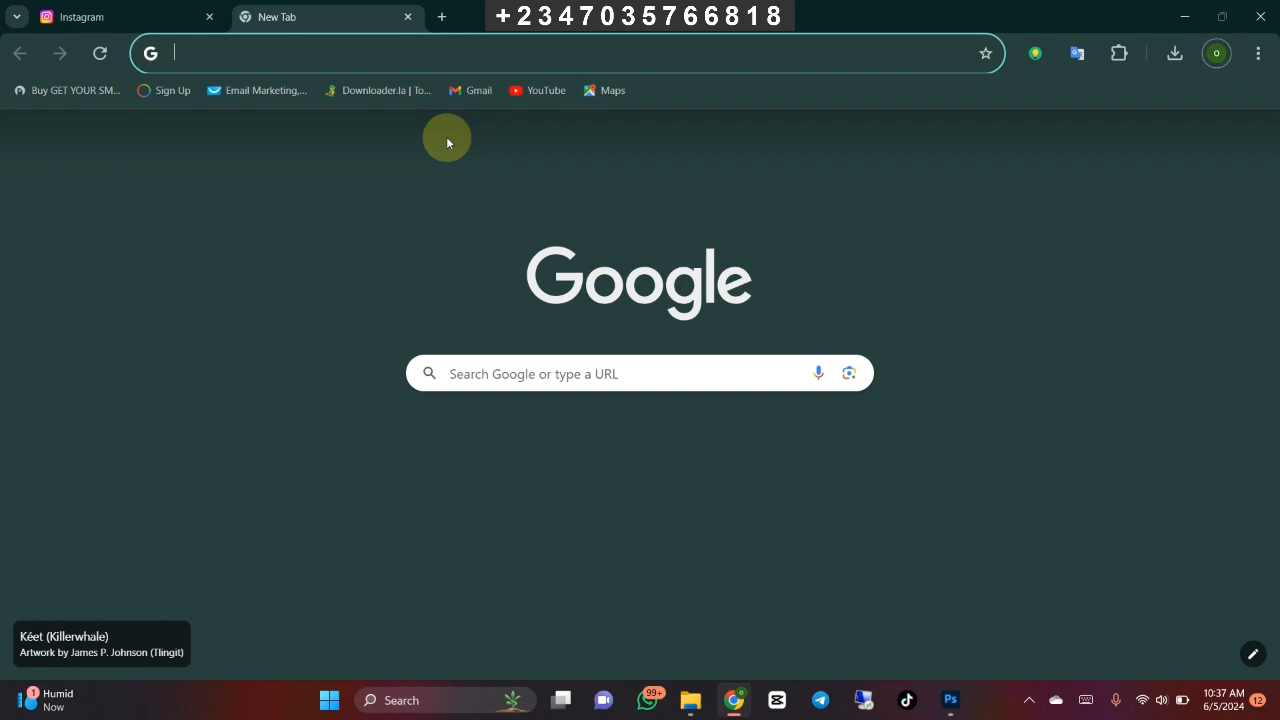 Instagram
New Tab
+2347035766818
G
Buy GET YOUR SM...
Sign Up
Email Marketing,...
Downloader.la | To...
Gmail
YouTube
Maps
O
Google
Search Google or type a URL
Kéet (Killerwhale)
Artwork by James P. Johnson (Tlingit)
1
Humid
Now
Search
99+
Ps
10:37 AM
6/5/2024
12